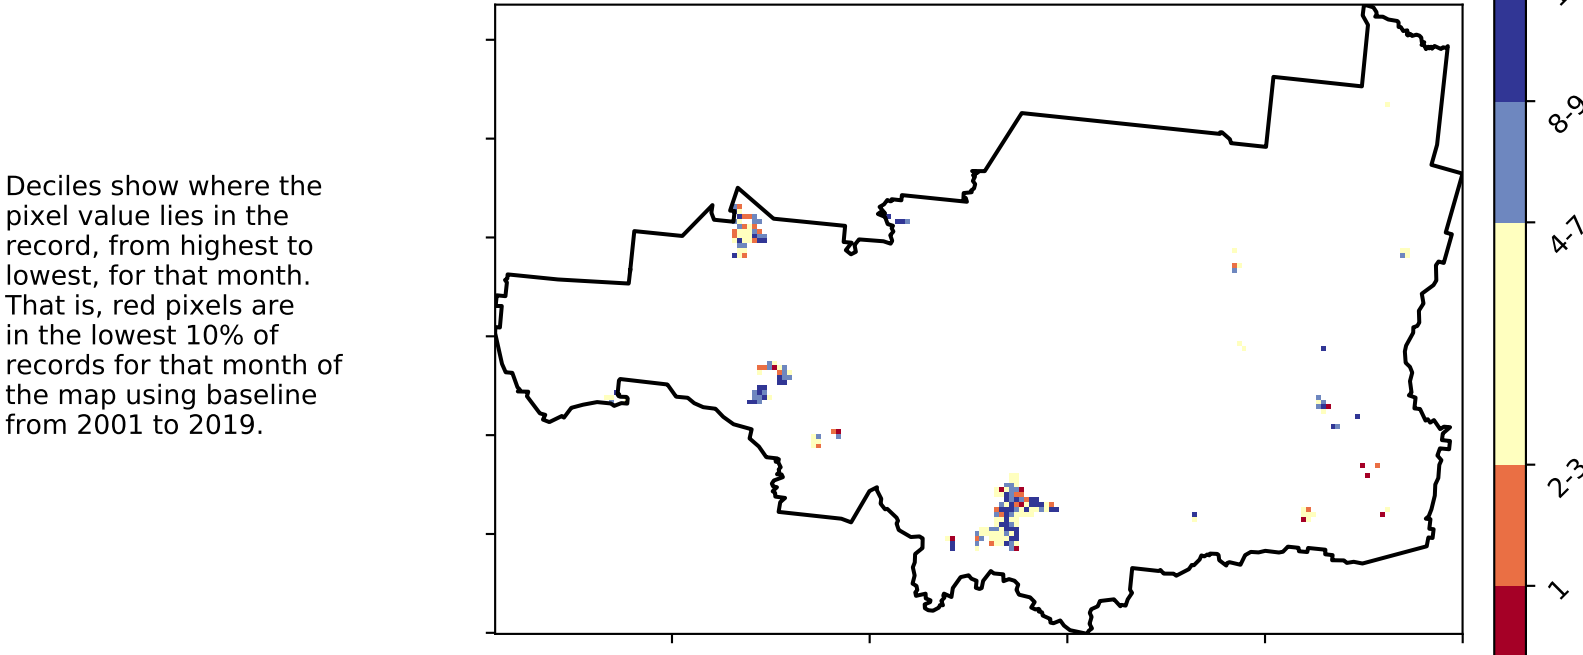 Deciles show where the
pixel value lies in the
record, from highest to
lowest, for that month.
That is, red pixels are
in the lowest 10% of
records for that month of
the map using baseline
from 2001 to 2019.
8-9
4-7
2-3
1